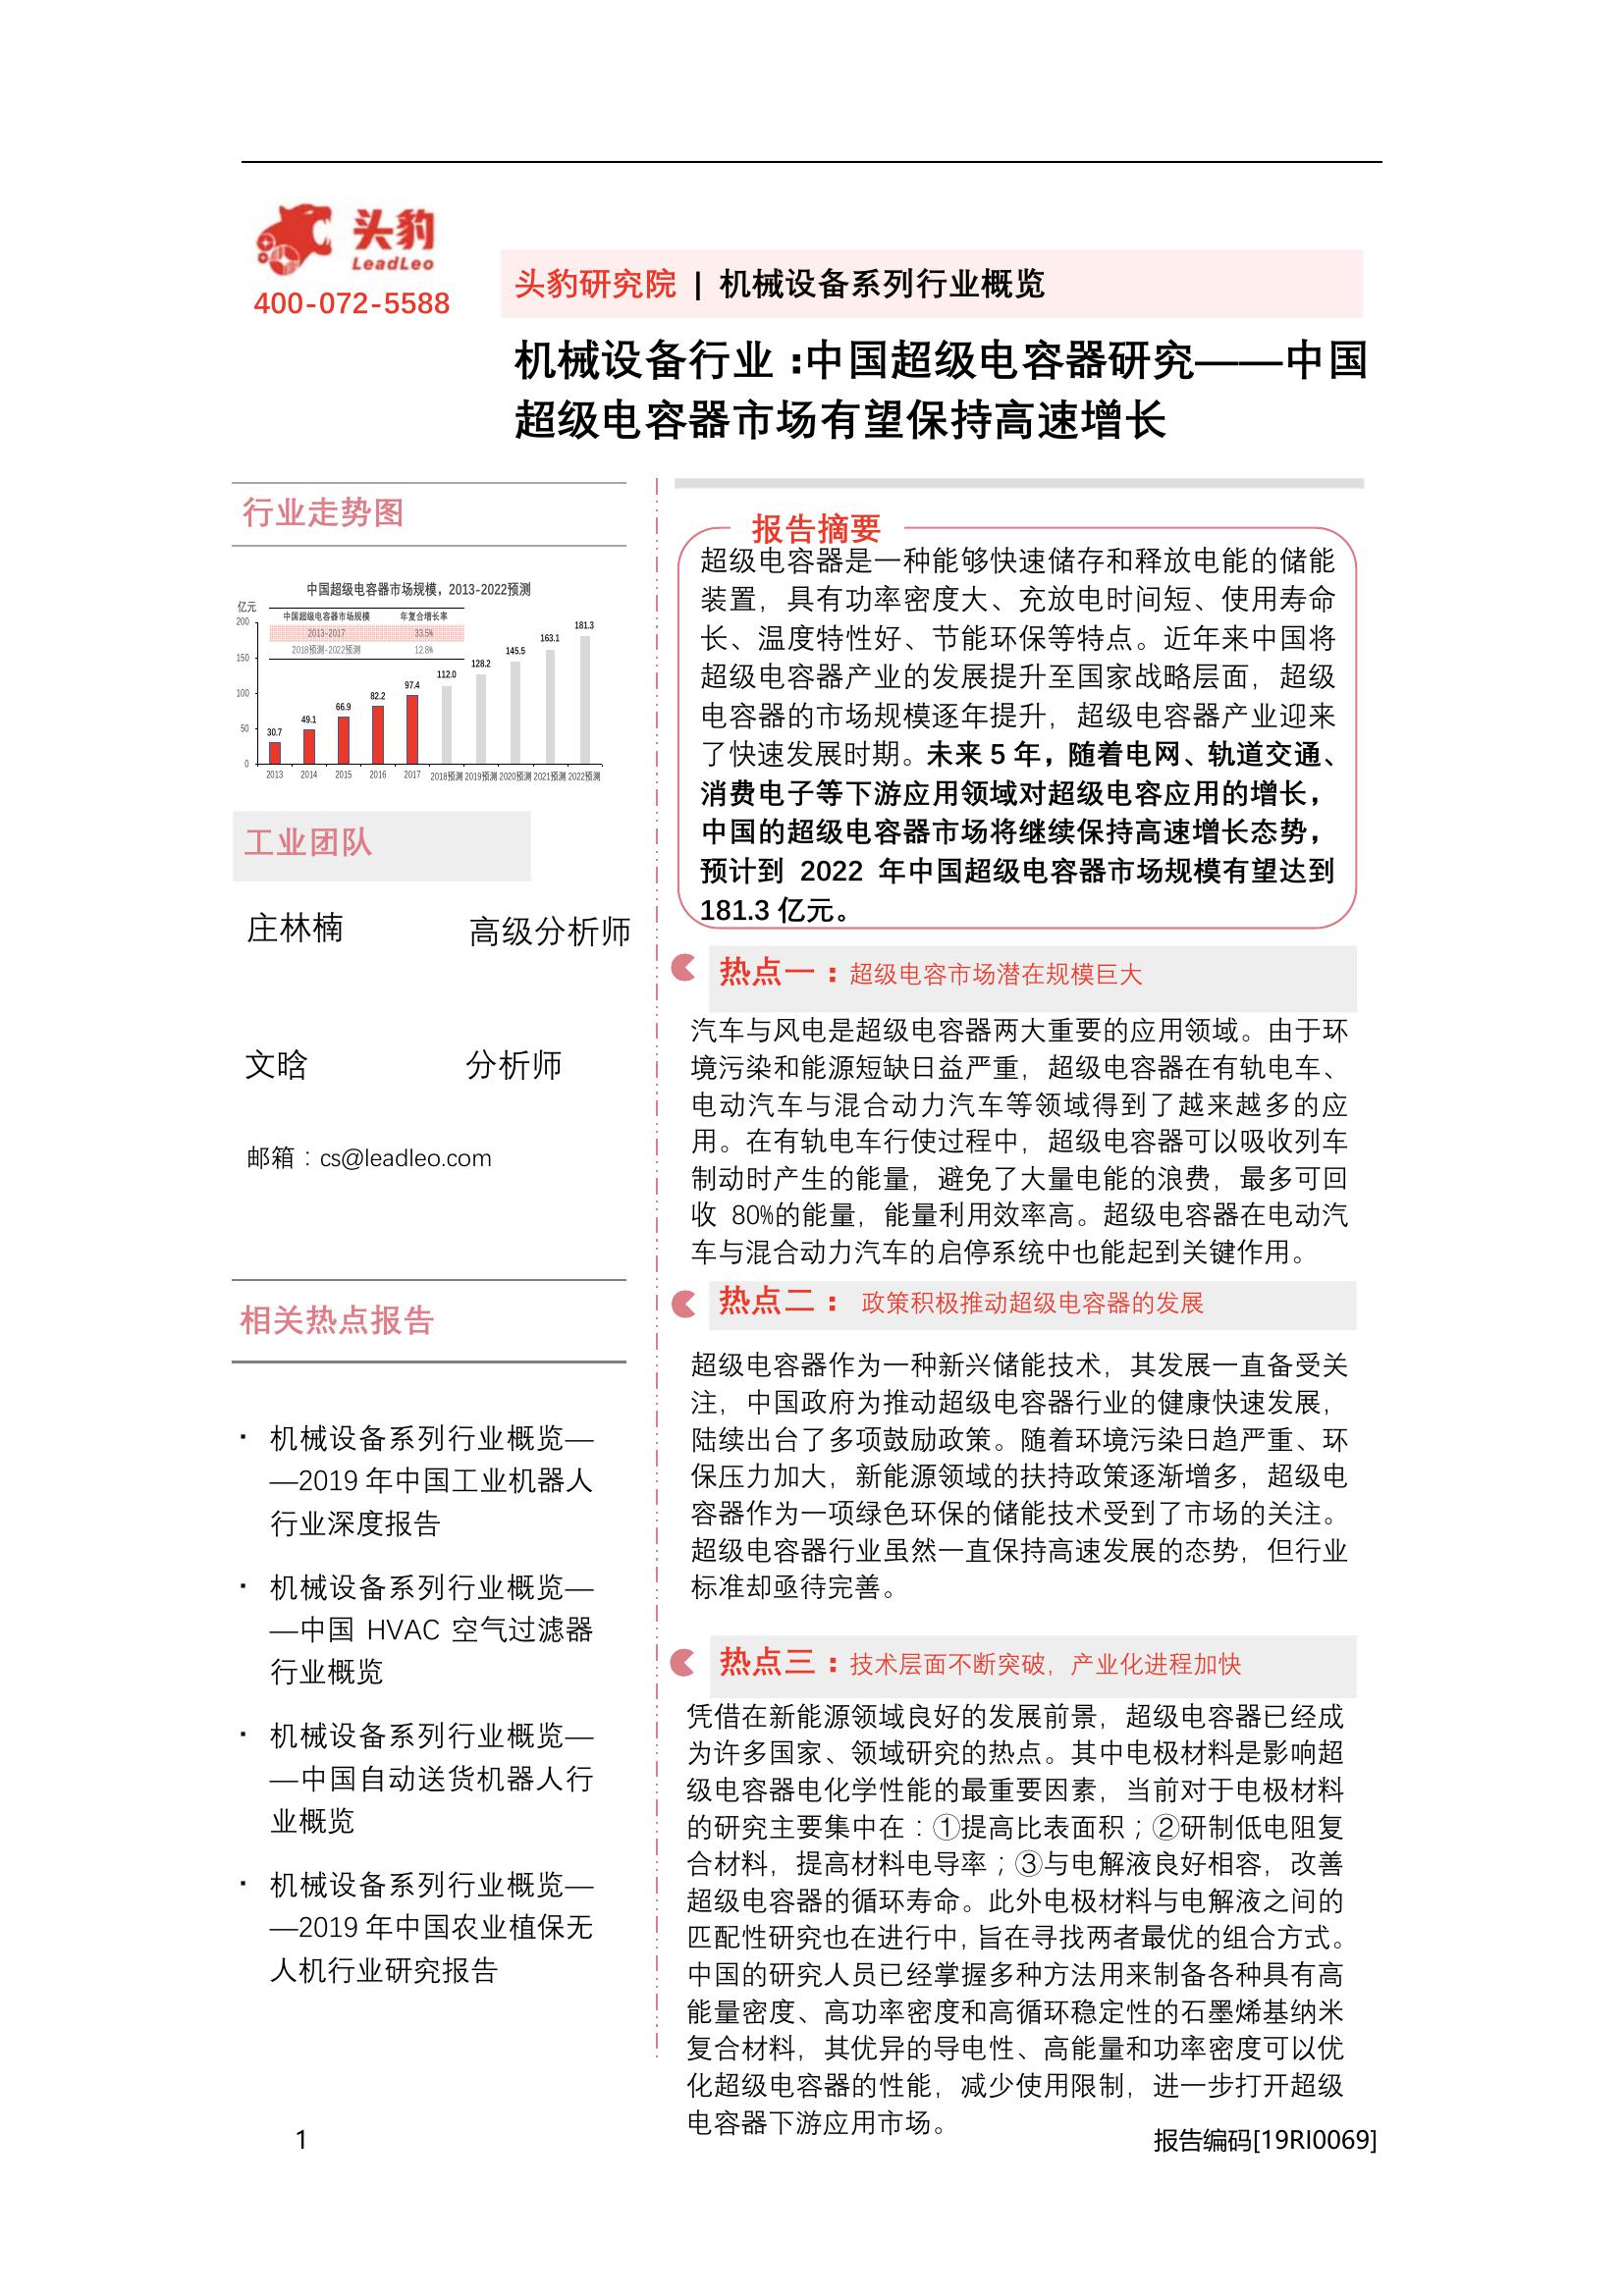 头豹
LeadLeo
400-072-5588
头豹研究院 | 机械设备系列行业概览
机械设备行业:中国超级电容器研究——中国
超级电容器市场有望保持高速增长
行业走势图
中国超级电容器市场规模，2013-2022预测
亿元
中国超级电容器市场规模 年复合增长率
2013-2017 33.5%
2018预测-2022预测 12.8%
200
150
100
50
0
30.7
49.1
66.9
82.2
97.4
112.0
128.2
145.5
163.1
181.3
2013 2014 2015 2016 2017 2018预测 2019预测 2020预测 2021预测 2022预测
工业团队
庄林楠 高级分析师
文晗 分析师
邮箱：cs@leadleo.com
相关热点报告
· 机械设备系列行业概览—
—2019 年中国工业机器人
行业深度报告
· 机械设备系列行业概览—
—中国 HVAC 空气过滤器
行业概览
· 机械设备系列行业概览—
—中国自动送货机器人行
业概览
· 机械设备系列行业概览—
—2019 年中国农业植保无
人机行业研究报告
报告摘要
超级电容器是一种能够快速储存和释放电能的储能
装置，具有功率密度大、充放电时间短、使用寿命
长、温度特性好、节能环保等特点。近年来中国将
超级电容器产业的发展提升至国家战略层面，超级
电容器的市场规模逐年提升，超级电容器产业迎来
了快速发展时期。未来 5 年，随着电网、轨道交通、
消费电子等下游应用领域对超级电容应用的增长，
中国的超级电容器市场将继续保持高速增长态势，
预计到 2022 年中国超级电容器市场规模有望达到
181.3 亿元。
热点一：超级电容市场潜在规模巨大
汽车与风电是超级电容器两大重要的应用领域。由于环
境污染和能源短缺日益严重，超级电容器在有轨电车、
电动汽车与混合动力汽车等领域得到了越来越多的应
用。在有轨电车行使过程中，超级电容器可以吸收列车
制动时产生的能量，避免了大量电能的浪费，最多可回
收 80%的能量，能量利用效率高。超级电容器在电动汽
车与混合动力汽车的启停系统中也能起到关键作用。
热点二： 政策积极推动超级电容器的发展
超级电容器作为一种新兴储能技术，其发展一直备受关
注，中国政府为推动超级电容器行业的健康快速发展，
陆续出台了多项鼓励政策。随着环境污染日趋严重、环
保压力加大，新能源领域的扶持政策逐渐增多，超级电
容器作为一项绿色环保的储能技术受到了市场的关注。
超级电容器行业虽然一直保持高速发展的态势，但行业
标准却亟待完善。
热点三：技术层面不断突破，产业化进程加快
凭借在新能源领域良好的发展前景，超级电容器已经成
为许多国家、领域研究的热点。其中电极材料是影响超
级电容器电化学性能的最重要因素，当前对于电极材料
的研究主要集中在：①提高比表面积；②研制低电阻复
合材料，提高材料电导率；③与电解液良好相容，改善
超级电容器的循环寿命。此外电极材料与电解液之间的
匹配性研究也在进行中，旨在寻找两者最优的组合方式。
中国的研究人员已经掌握多种方法用来制备各种具有高
能量密度、高功率密度和高循环稳定性的石墨烯基纳米
复合材料，其优异的导电性、高能量和功率密度可以优
化超级电容器的性能，减少使用限制，进一步打开超级
电容器下游应用市场。
1 报告编码[19RI0069]